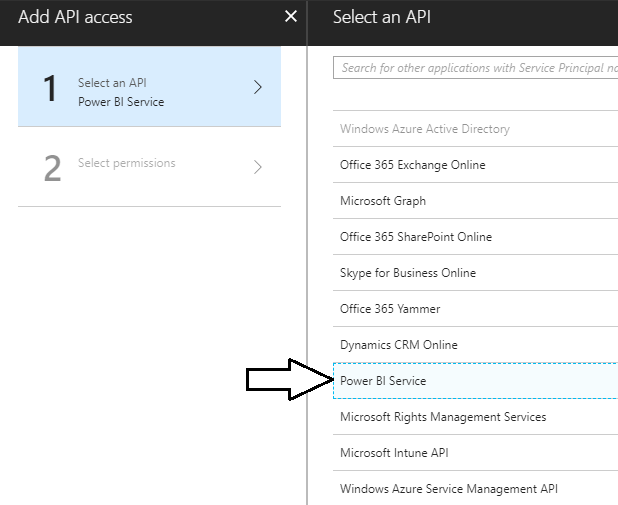 Add API access
1
Select an API
Power BI Service
2
Select permissions
Select an API
Search for other applications with Service Principal
Windows Azure Active Directory
Office 365 Exchange Online
Microsoft Graph
Office 365 SharePoint Online
Skype for Business Online
Office 365 Yammer
Dynamics CRM Online
Power BI Service
Microsoft Rights Management Services
Microsoft Intune API
Windows Azure Service Management API